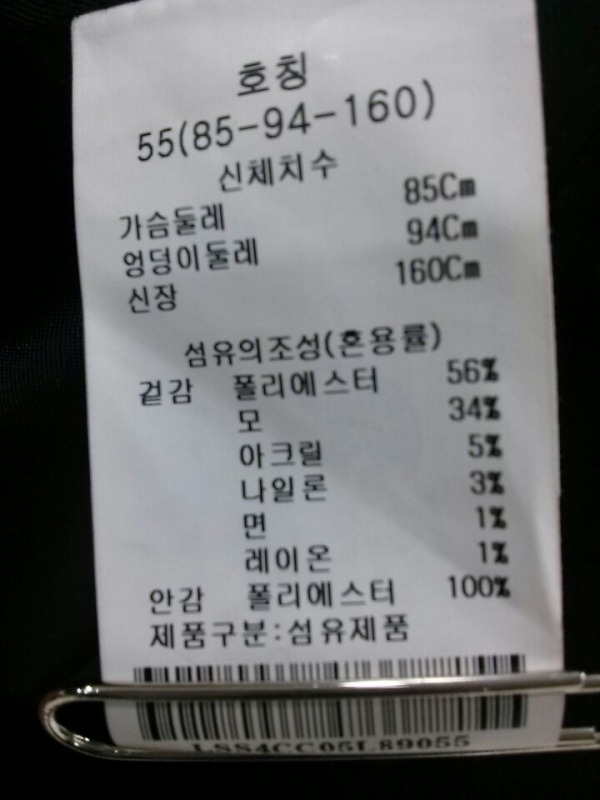 호칭
55(85-94-160)
신체치수
가슴둘레 85Cm
엉덩이둘레 94Cm
신장 160Cm
섬유의조성(혼용률)
겉감 폴리에스터 56%
모 34%
아크릴 5%
나일론 3%
면 1%
레이온 1%
안감 폴리에스터 100%
제품구분:섬유제품
LSS4CC05L89055